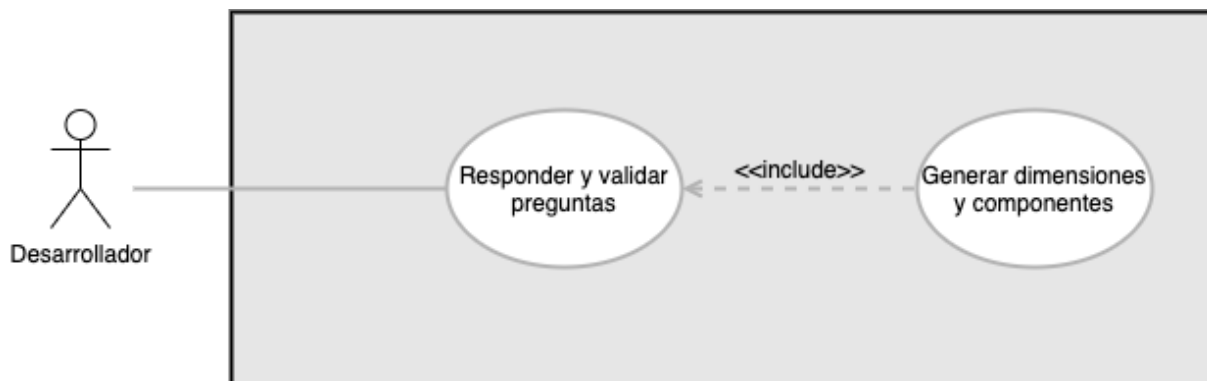 Desarrollador
Responder y validar
preguntas
<<include>>
Generar dimensiones
y componentes